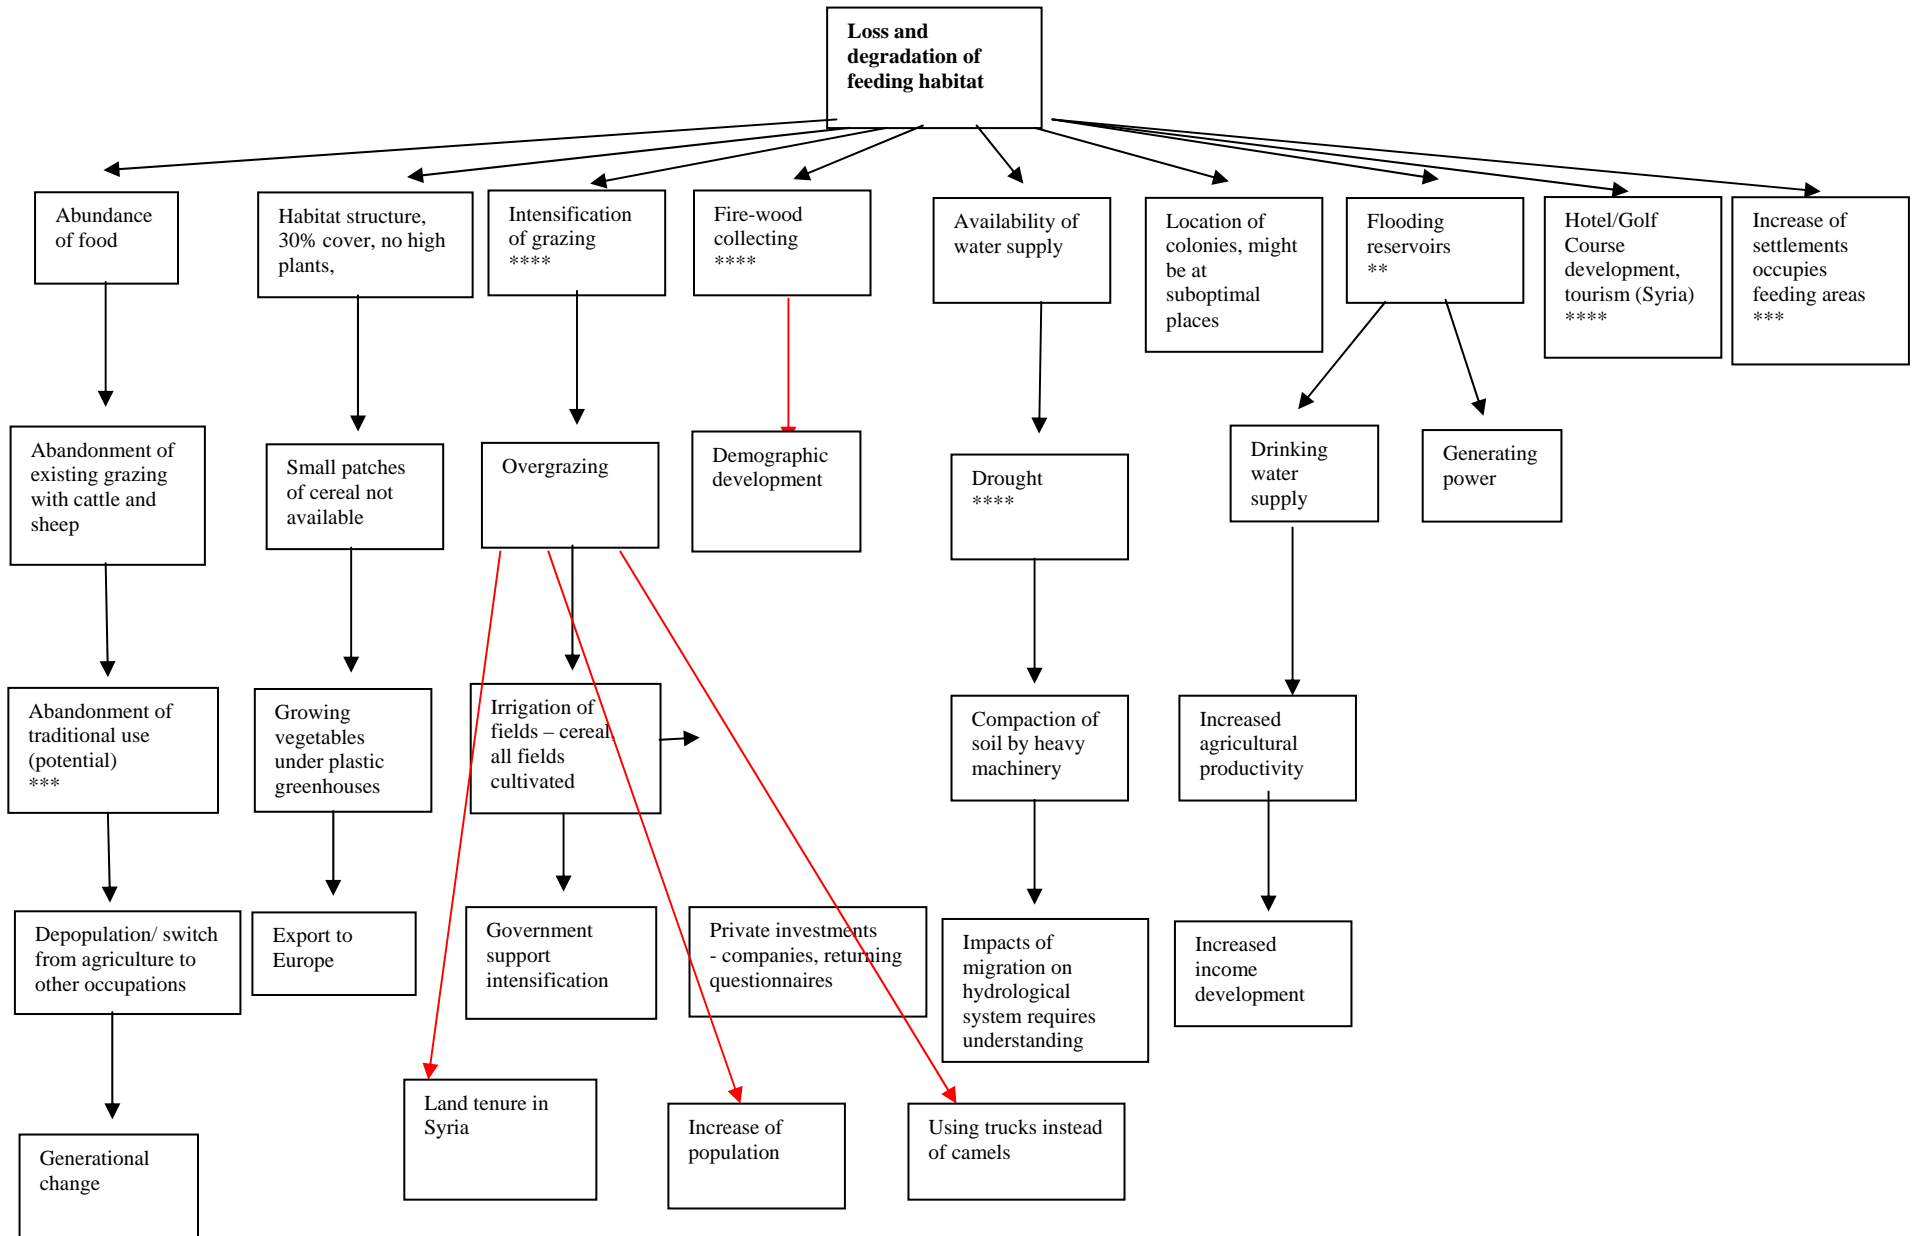 Loss and
degradation of
feeding habitat
Abundance
of food
Habitat structure,
30% cover, no high
plants,
Intensification
of grazing
****
Fire-wood
collecting
****
Availability of
water supply
Location of
colonies, might
be at
suboptimal
places
Flooding
reservoirs
**
Hotel/Golf
Course
development,
tourism (Syria)
****
Increase of
settlements
occupies
feeding areas
***
Abandonment of
existing grazing
with cattle and
sheep
Small patches
of cereal not
available
Overgrazing
Demographic
development
Drought
****
Drinking
water
supply
Generating
power
Abandonment of
traditional use
(potential)
***
Growing
vegetables
under plastic
greenhouses
Irrigation of
fields – cereal,
all fields
cultivated
Compaction of
soil by heavy
machinery
Increased
agricultural
productivity
Depopulation/ switch
from agriculture to
other occupations
Export to
Europe
Government
support
intensification
Private investments
- companies, returning
questionnaires
Impacts of
migration on
hydrological
system requires
understanding
Increased
income
development
Land tenure in
Syria
Increase of
population
Using trucks instead
of camels
Generational
change